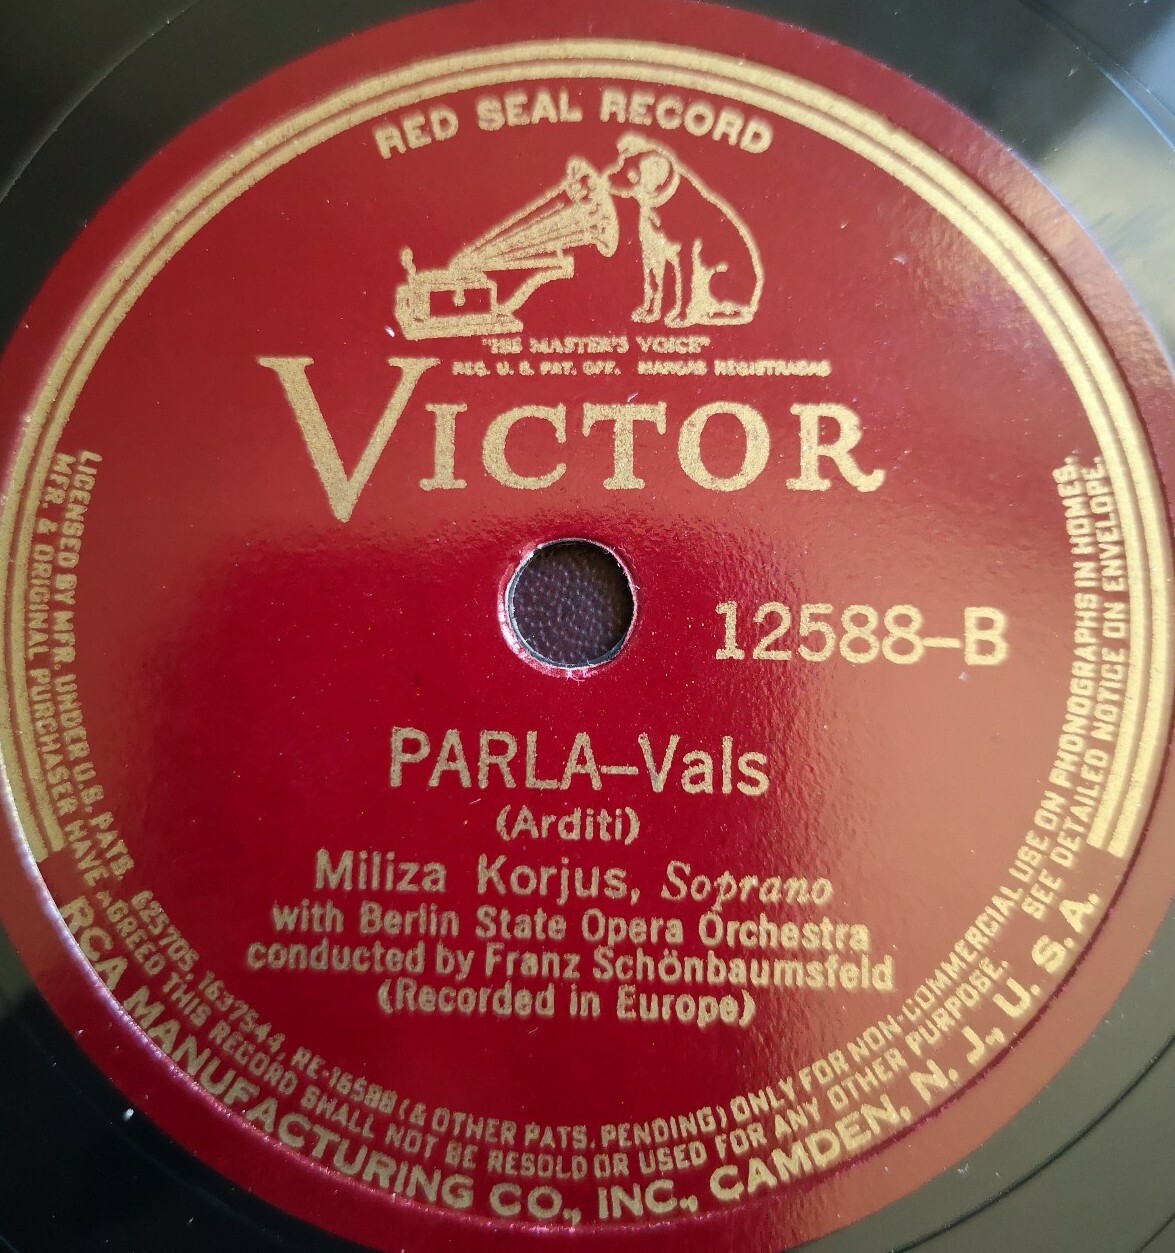 RED SEAL RECORD
"HIS MASTER'S VOICE"
REG. U. S. PAT. OFF. MARCAS REGISTRADAS
VICTOR
12588-B
PARLA-Vals
(Arditi)
Miliza Korjus, Soprano
with Berlin State Opera Orchestra
conducted by Franz Schönbaumsfeld
(Recorded in Europe)
LICENSED BY MFR. UNDER U.S. PATS. 625705, 1637544, RE-16588 (& OTHER PATS. PENDING) ONLY FOR NON-COMMERCIAL USE ON PHONOGRAPHS IN HOMES.
MFR. & ORIGINAL PURCHASER HAVE AGREED THIS RECORD SHALL NOT BE RESOLD OR USED FOR ANY OTHER PURPOSE. SEE DETAILED NOTICE ON ENVELOPE.
RCA MANUFACTURING CO., INC., CAMDEN, N. J., U. S. A.